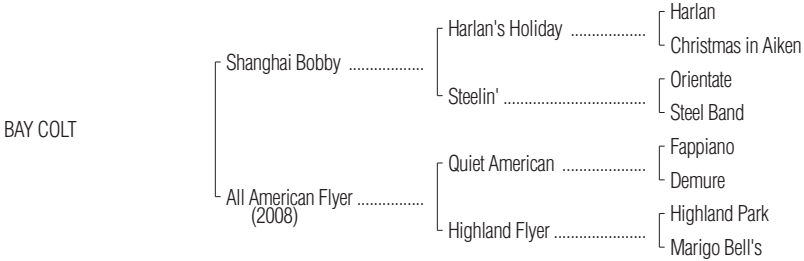 Harlan
Harlan's Holiday ..................
Christmas in Aiken
Shanghai Bobby ..................
Orientate
Steelin' ..................................
Steel Band
BAY COLT
Fappiano
Quiet American ....................
Demure
All American Flyer ................
(2008)
Highland Park
Highland Flyer ......................
Marigo Bell's